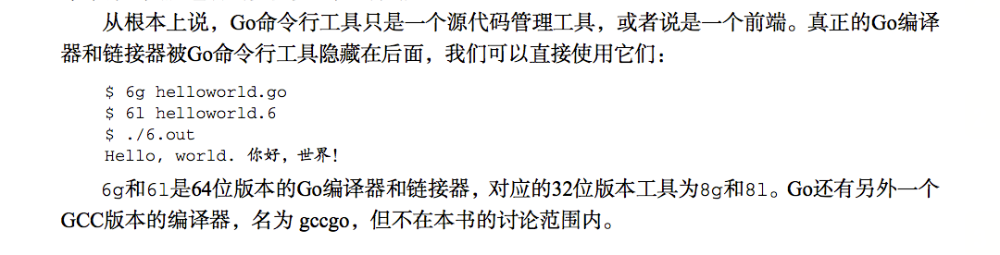 从根本上说，Go命令行工具只是一个源代码管理工具，或者说是一个前端。真正的Go编译
器和链接器被Go命令行工具隐藏在后面，我们可以直接使用它们：
$ 6g helloworld.go
$ 6l helloworld.6
$ ./6.out
Hello, world. 你好，世界！
6g和6l是64位版本的Go编译器和链接器，对应的32位版本工具为8g和8l。Go还有另外一个
GCC版本的编译器，名为 gccgo，但不在本书的讨论范围内。